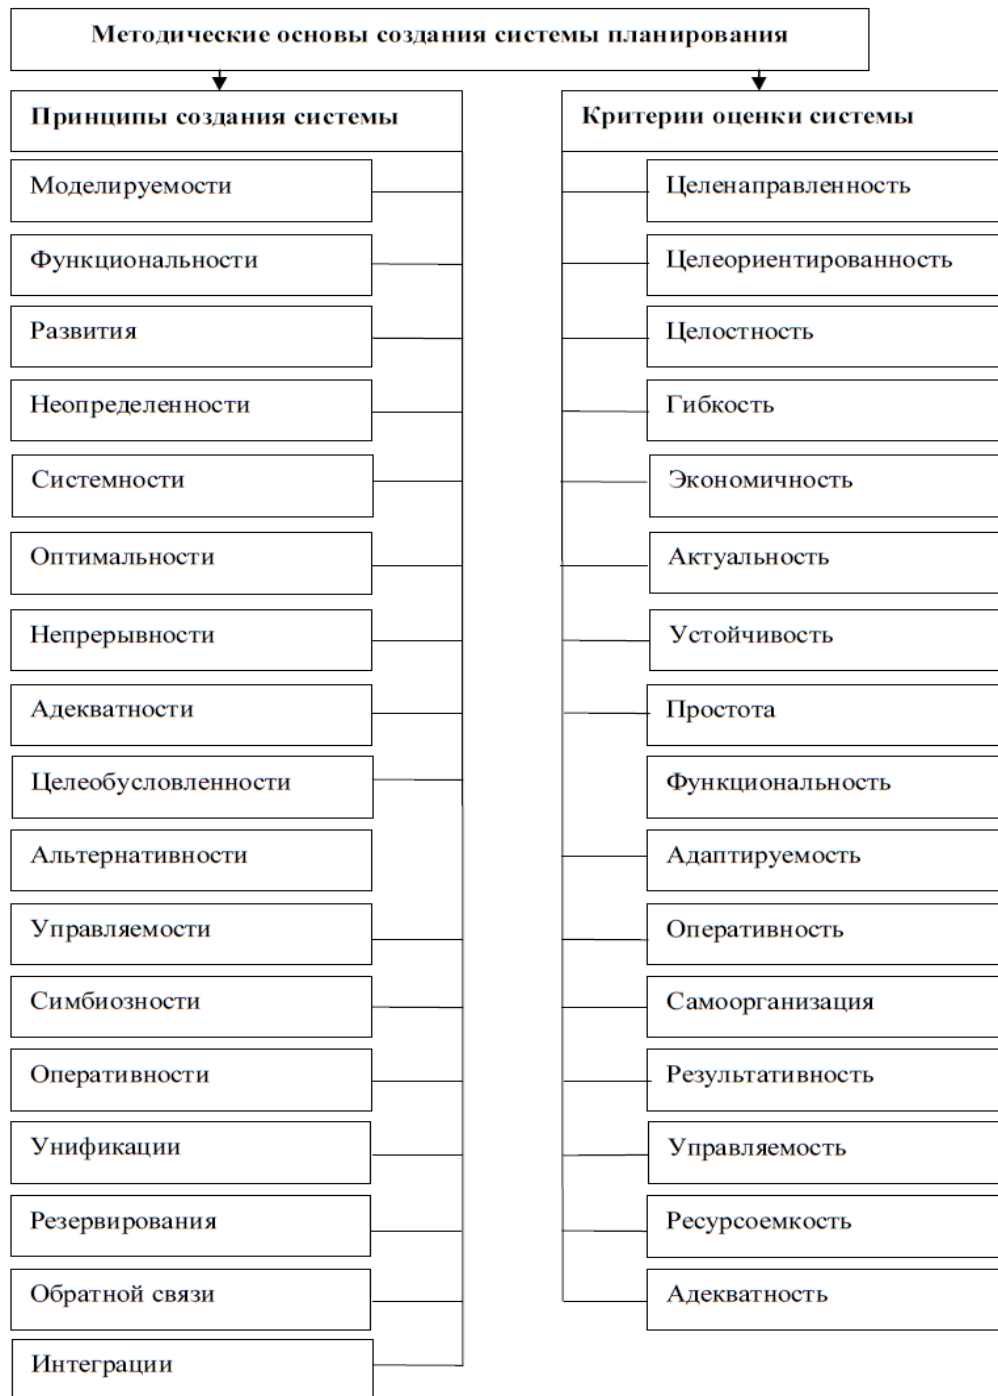 Методические основы создания системы планирования
Принципы создания системы
Моделируемости
Функциональности
Развития
Неопределенности
Системности
Оптимальности
Непрерывности
Адекватности
Целеобусловленности
Альтернативности
Управляемости
Симбиозности
Оперативности
Унификации
Резервирования
Обратной связи
Интеграции
Критерии оценки системы
Целенаправленность
Целеориентированность
Целостность
Гибкость
Экономичность
Актуальность
Устойчивость
Простота
Функциональность
Адаптируемость
Оперативность
Самоорганизация
Результативность
Управляемость
Ресурсоемкость
Адекватность